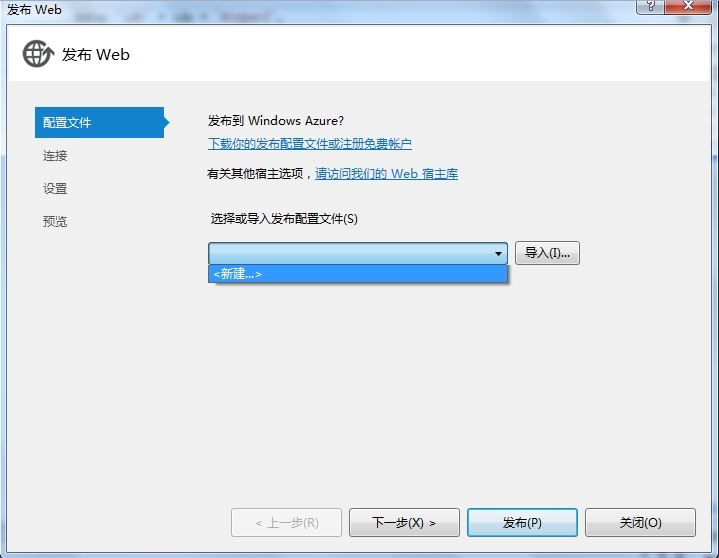 发布 Web
发布 Web
配置文件
连接
设置
预览
发布到 Windows Azure?
下载你的发布配置文件或注册免费帐户
有关其他宿主选项，请访问我们的 Web 宿主库
选择或导入发布配置文件(S)
导入(I)...
<新建...>
< 上一步(R)
下一步(X) >
发布(P)
关闭(O)